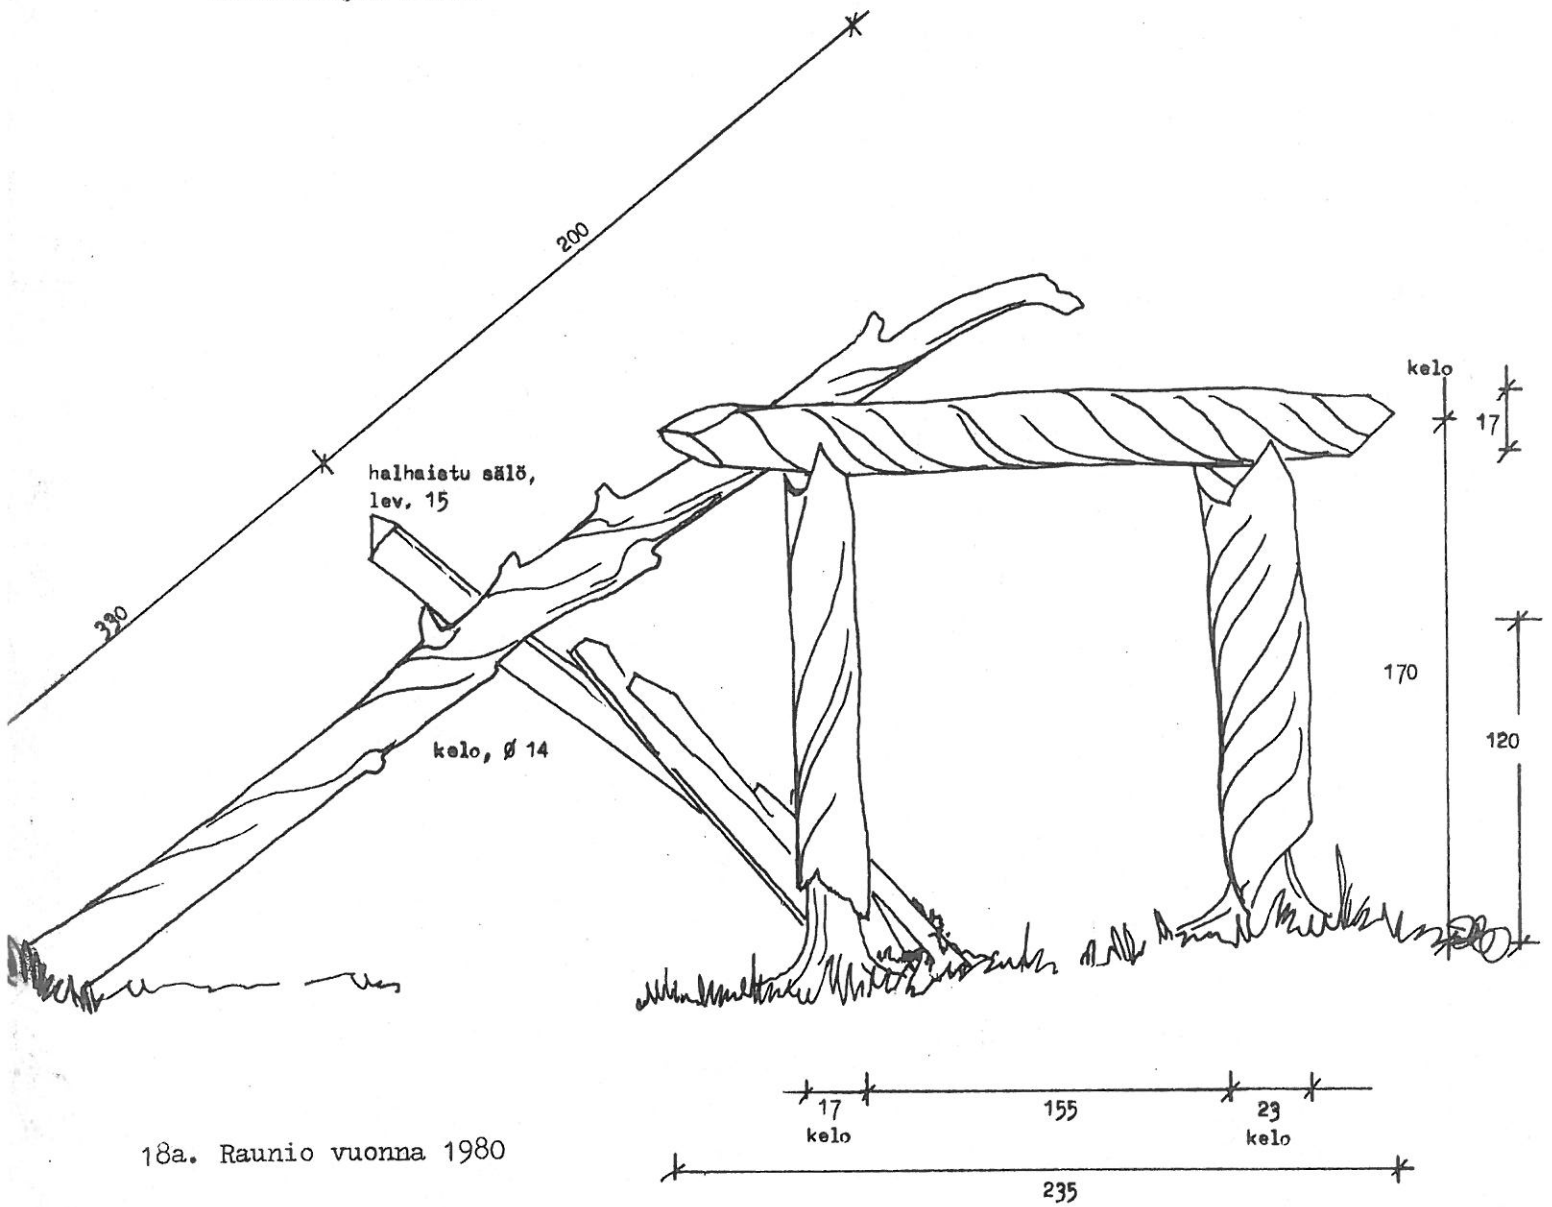 200
kelo
17
halhaistu sälö,
lev. 15
330
170
120
kelo, Ø 14
17
155
23
kelo
kelo
18a. Raunio vuonna 1980
235